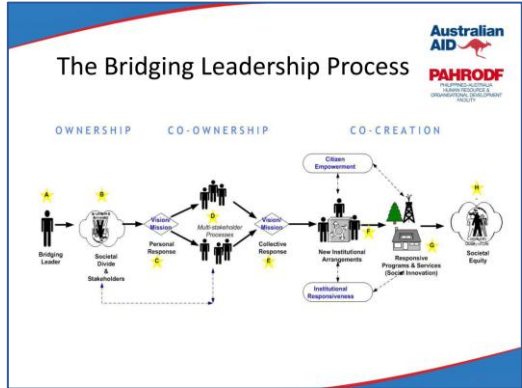 Australian
AID
PAHRODF
PHILIPPINES-AUSTRALIA
HUMAN RESOURCE &
ORGANISATIONAL DEVELOPMENT
FACILITY
The Bridging Leadership Process
OWNERSHIP
CO-OWNERSHIP
CO-CREATION
A
Bridging
Leader
B
Societal
Divide
&
Stakeholders
Vision/
Mission
Personal
Response
C
D
Multi-stakeholder
Processes
Vision/
Mission
Collective
Response
E
Citizen
Empowerment
New Institutional
Arrangements
F
Institutional
Responsiveness
G
Responsive
Programs & Services
(Social Innovation)
H
Societal
Equity